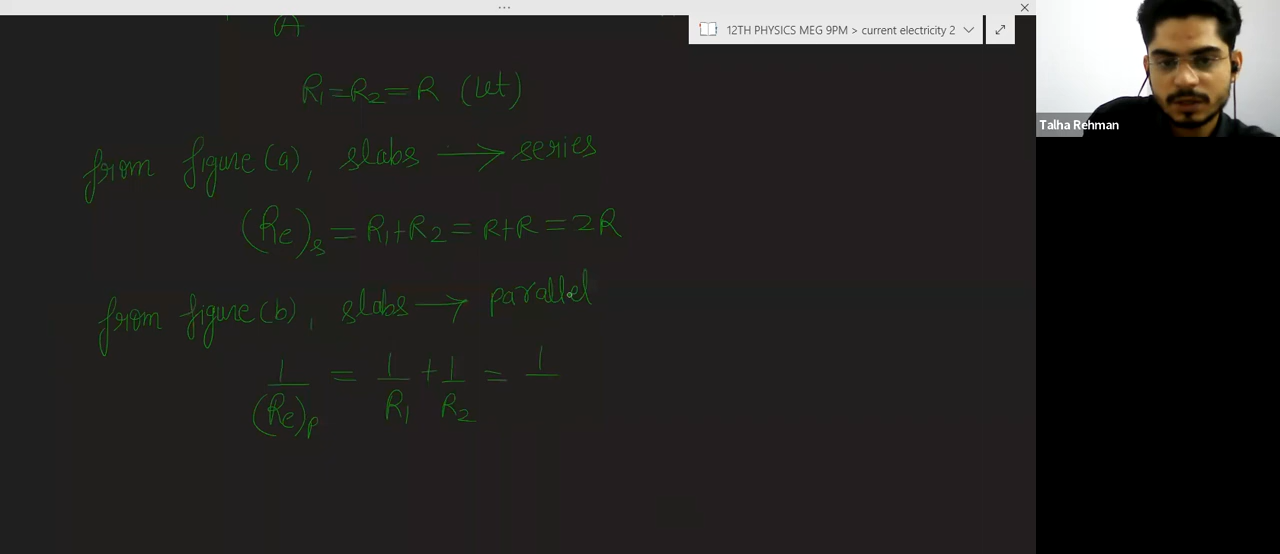 12TH PHYSICS MEG 9PM > current electricity 2
A
R₁=R₂=R (Let)
from figure(a), slabs → series
(Re)s = R₁+R₂ = R+R = 2R
from figure(b), slabs → parallel
1/(Re)p = 1/R₁ + 1/R₂ = 1/
Talha Rehman